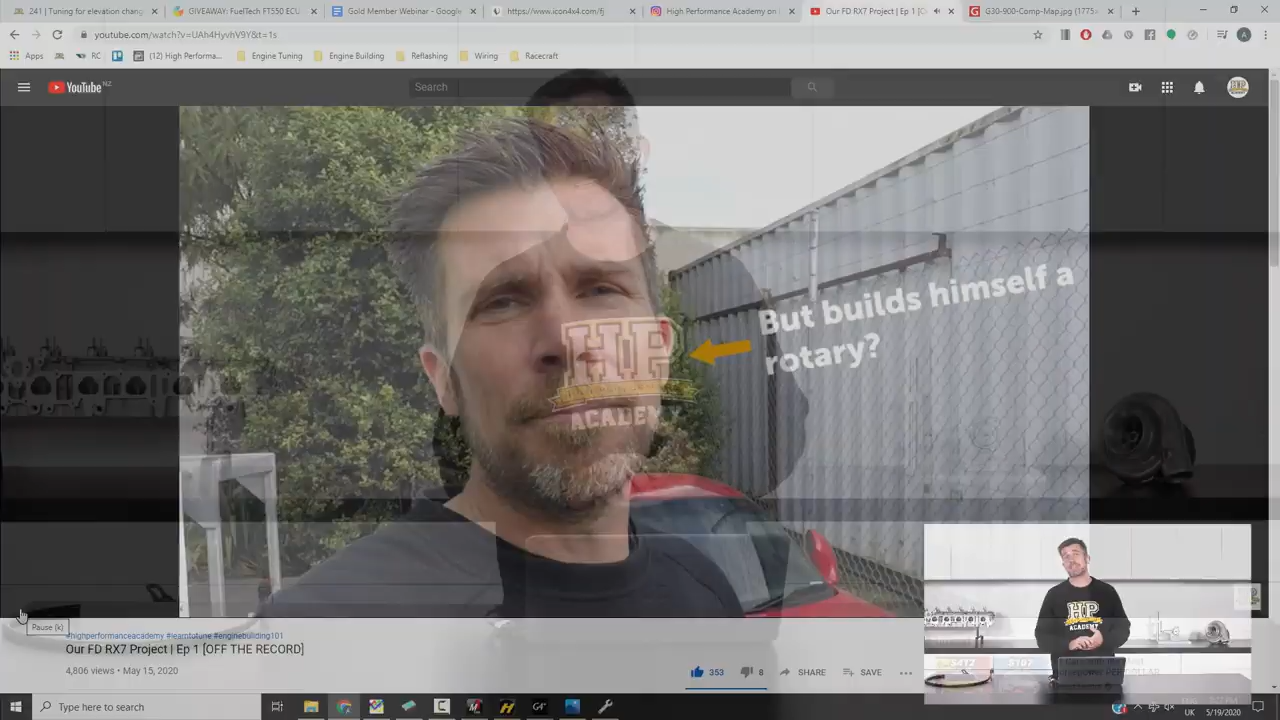 241 | Tuning for elevation chang
GIVEAWAY: FuelTech FT550 ECU
Gold Member Webinar - Google
https://www.icon4x4.com/fj
High Performance Academy on
Our FD RX7 Project | Ep 1 [O
G30-900-Comp-Map.jpg (1775×
youtube.com/watch?v=UAh4HyvhV9Y&t=1s
Apps
RC
(12) High Performa...
Engine Tuning
Engine Building
Reflashing
Wiring
Racecraft
YouTube NZ
Search
But builds himself a
rotary?
HP
ACADEMY
Pause (k)
#highperformanceacademy #learntotune #enginebuilding101
Our FD RX7 Project | Ep 1 [OFF THE RECORD]
4,806 views • May 15, 2020
353
8
SHARE
SAVE
HP
ACADEMY
Type here to search
UK
5/19/2020